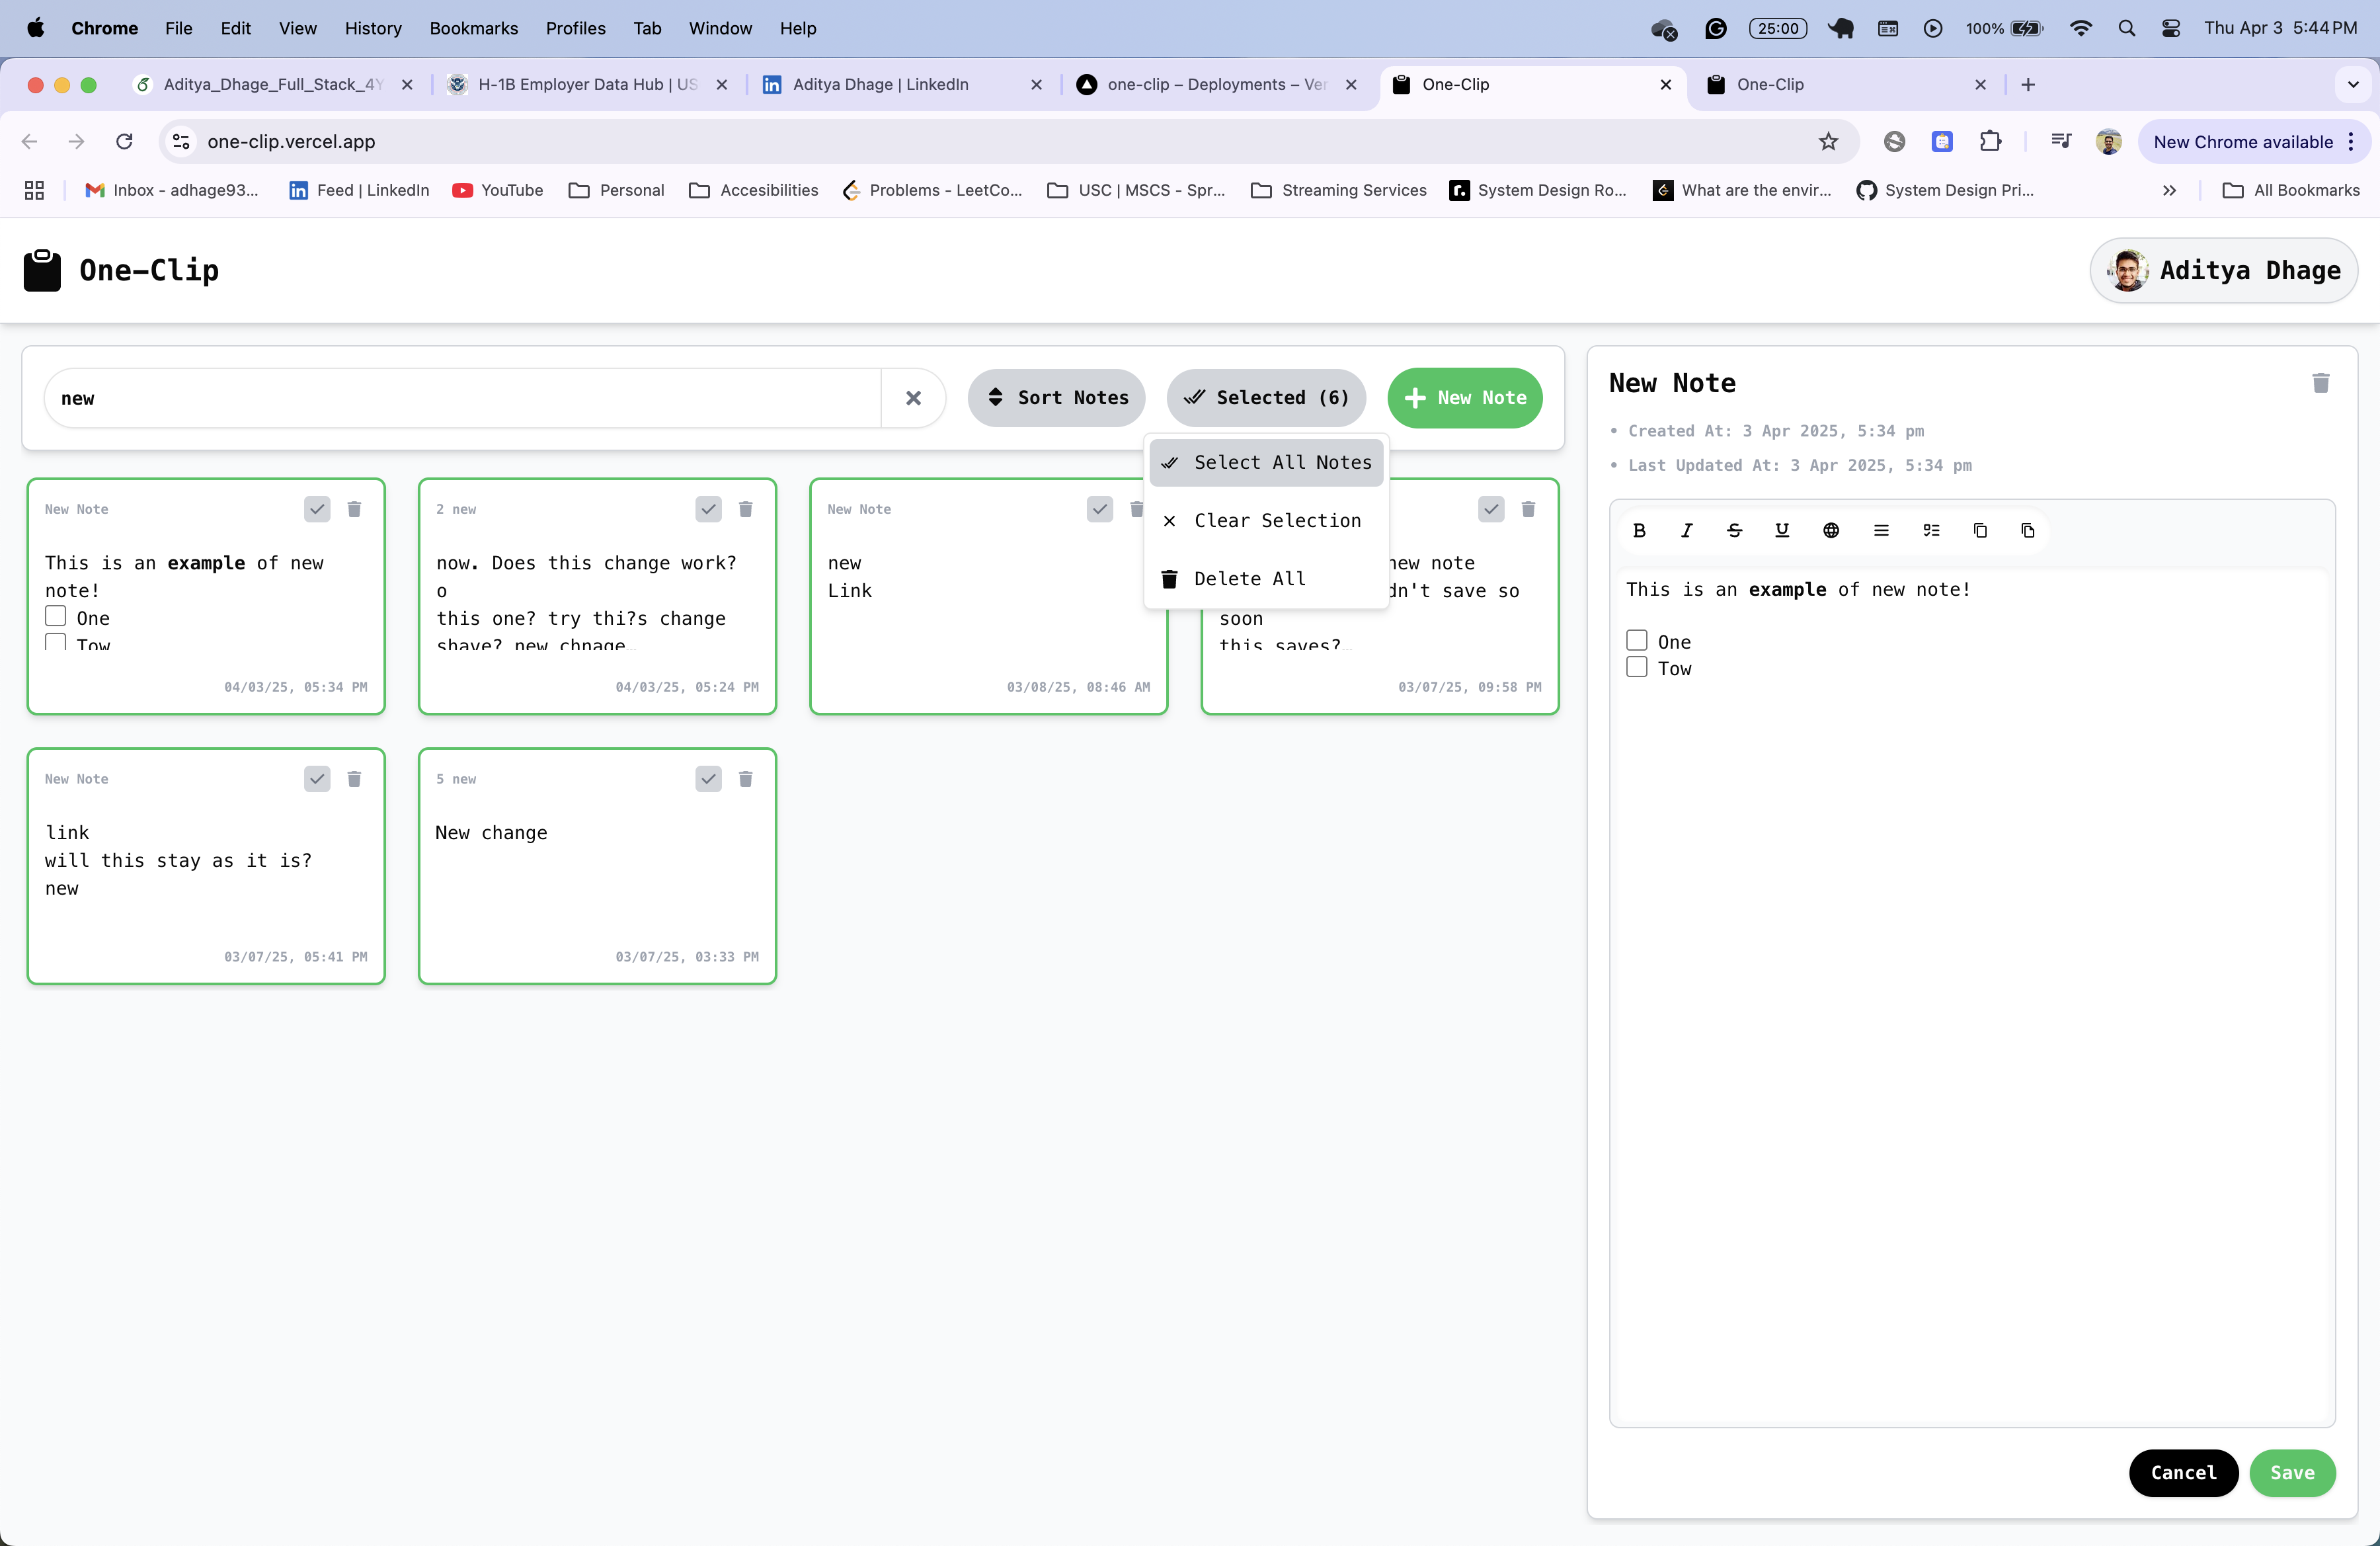 Chrome File Edit View History Bookmarks Profiles Tab Window Help 25:00 100% Thu Apr 3 5:44 PM
Aditya_Dhage_Full_Stack_4Y H-1B Employer Data Hub | US Aditya Dhage | LinkedIn one-clip – Deployments – Ver One-Clip One-Clip
one-clip.vercel.app New Chrome available
Inbox - adhage93... Feed | LinkedIn YouTube Personal Accesibilities Problems - LeetCo... USC | MSCS - Spr... Streaming Services System Design Ro... What are the envir... System Design Pri... All Bookmarks
One-Clip
Aditya Dhage
new
Sort Notes
Selected (6)
New Note
Select All Notes
Clear Selection
Delete All
New Note
This is an example of new
note!
One
Tow
04/03/25, 05:34 PM
2 new
now. Does this change work?
o
this one? try thi?s change
shave? new chnage…
04/03/25, 05:24 PM
New Note
new
Link
03/08/25, 08:46 AM
new note
dn't save so
soon
this saves?…
03/07/25, 09:58 PM
New Note
link
will this stay as it is?
new
03/07/25, 05:41 PM
5 new
New change
03/07/25, 03:33 PM
New Note
• Created At: 3 Apr 2025, 5:34 pm
• Last Updated At: 3 Apr 2025, 5:34 pm
B I S U
This is an example of new note!
One
Tow
Cancel
Save